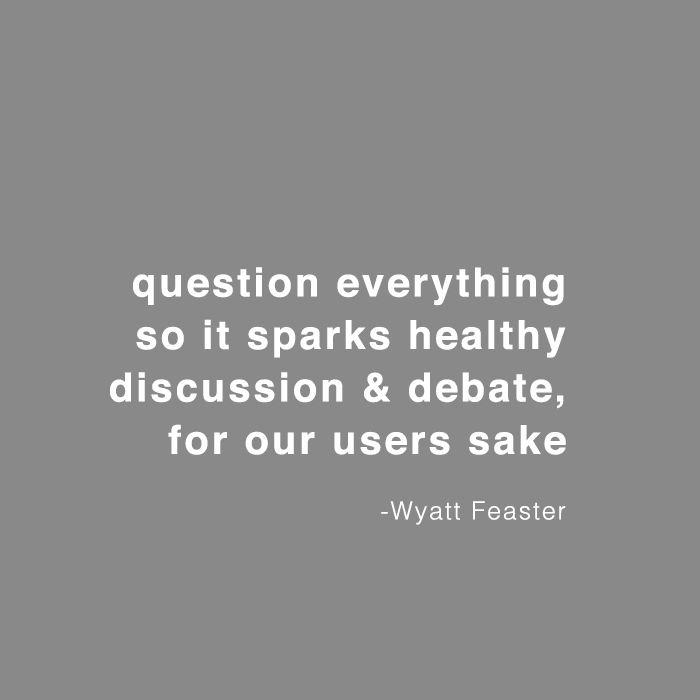 question everything
so it sparks healthy
discussion & debate,
for our users sake
-Wyatt Feaster